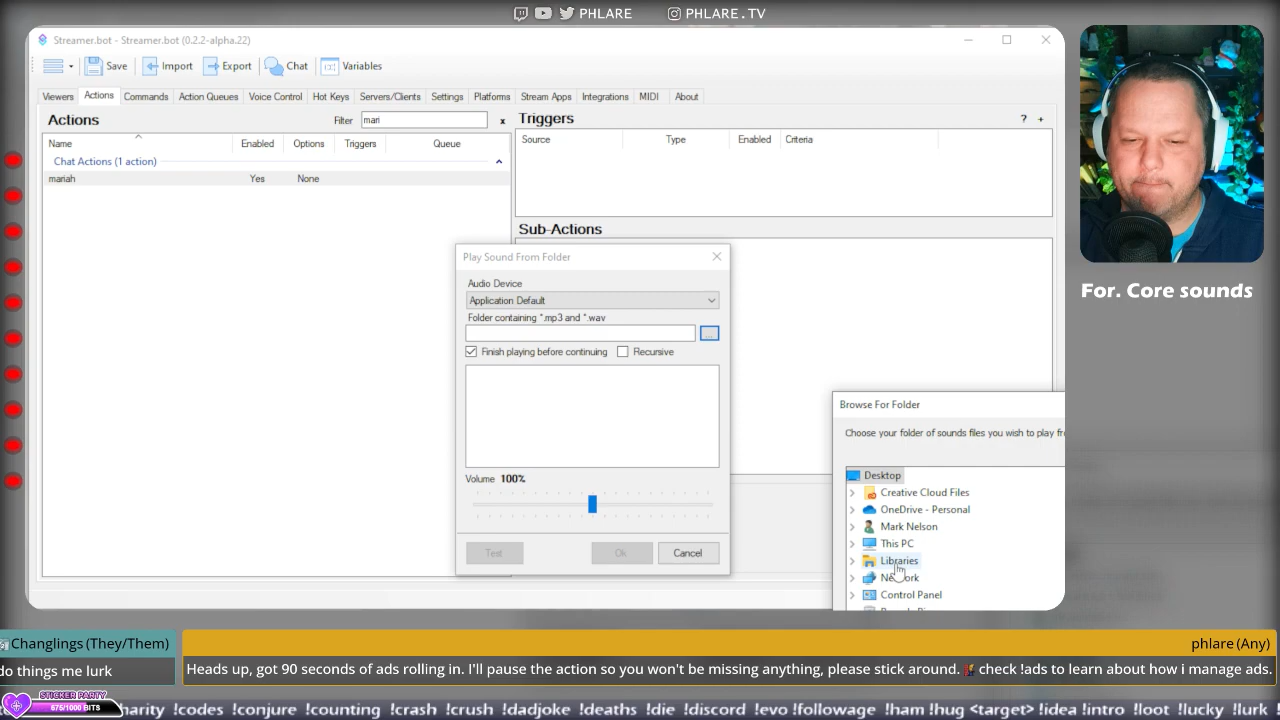 PHLARE PHLARE.TV
Streamer.bot - Streamer.bot (0.2.2-alpha.22)
Save Import Export Chat Variables
Viewers Actions Commands Action Queues Voice Control Hot Keys Servers/Clients Settings Platforms Stream Apps Integrations MIDI About
Actions Filter mari x
Name Enabled Options Triggers Queue
Chat Actions (1 action)
mariah Yes None
Triggers ? +
Source Type Enabled Criteria
Sub-Actions
Play Sound From Folder
Audio Device
Application Default
Folder containing *.mp3 and *.wav
...
Finish playing before continuing Recursive
Volume 100%
Test Ok Cancel
Browse For Folder
Choose your folder of sounds files you wish to play fr
Desktop
Creative Cloud Files
OneDrive - Personal
Mark Nelson
This PC
Libraries
Network
Control Panel
For. Core sounds
Changlings (They/Them)
do things me lurk
phlare (Any)
Heads up, got 90 seconds of ads rolling in. I'll pause the action so you won't be missing anything, please stick around. check !ads to learn about how i manage ads.
STICKER PARTY
675/1000 BITS
harity !codes !conjure !counting !crash !crush !dadjoke !deaths !die !discord !evo !followage !ham !hug <target> !idea !intro !loot !lucky !lurk